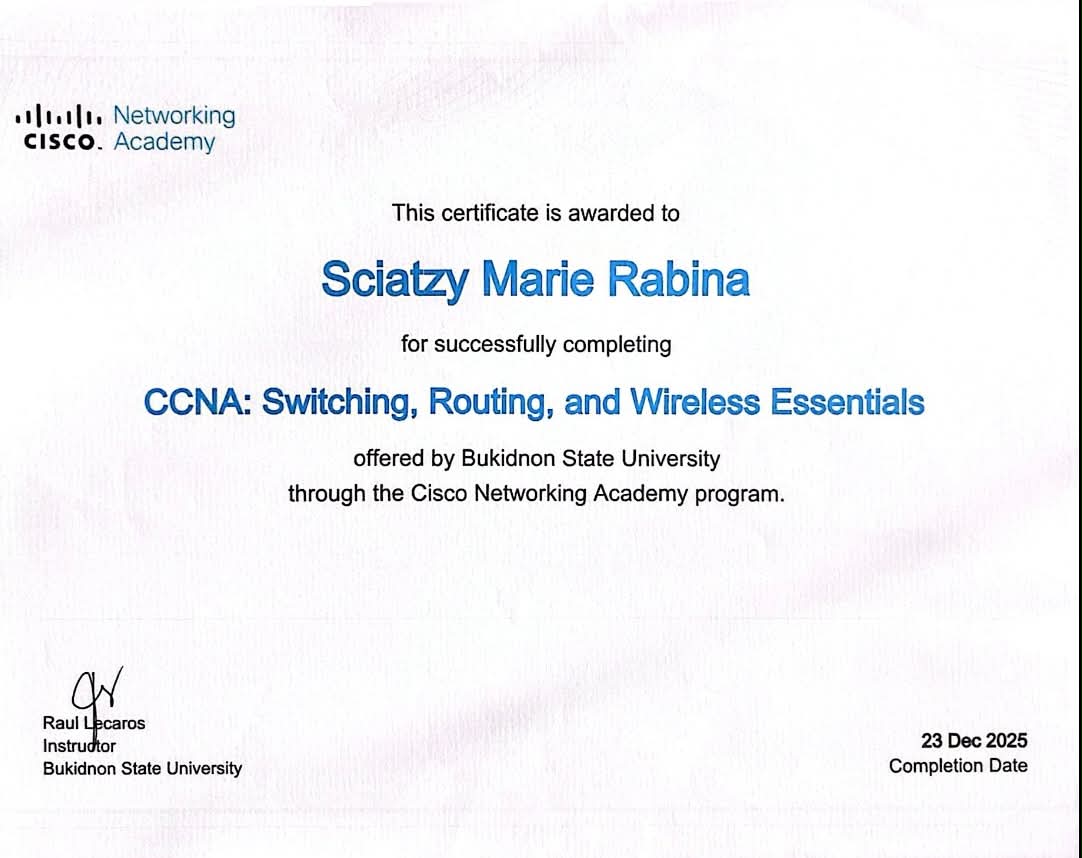 Networking
CISCO. Academy
This certificate is awarded to
Sciatzy Marie Rabina
for successfully completing
CCNA: Switching, Routing, and Wireless Essentials
offered by Bukidnon State University
through the Cisco Networking Academy program.
Raul Lecaros
Instructor
Bukidnon State University
23 Dec 2025
Completion Date